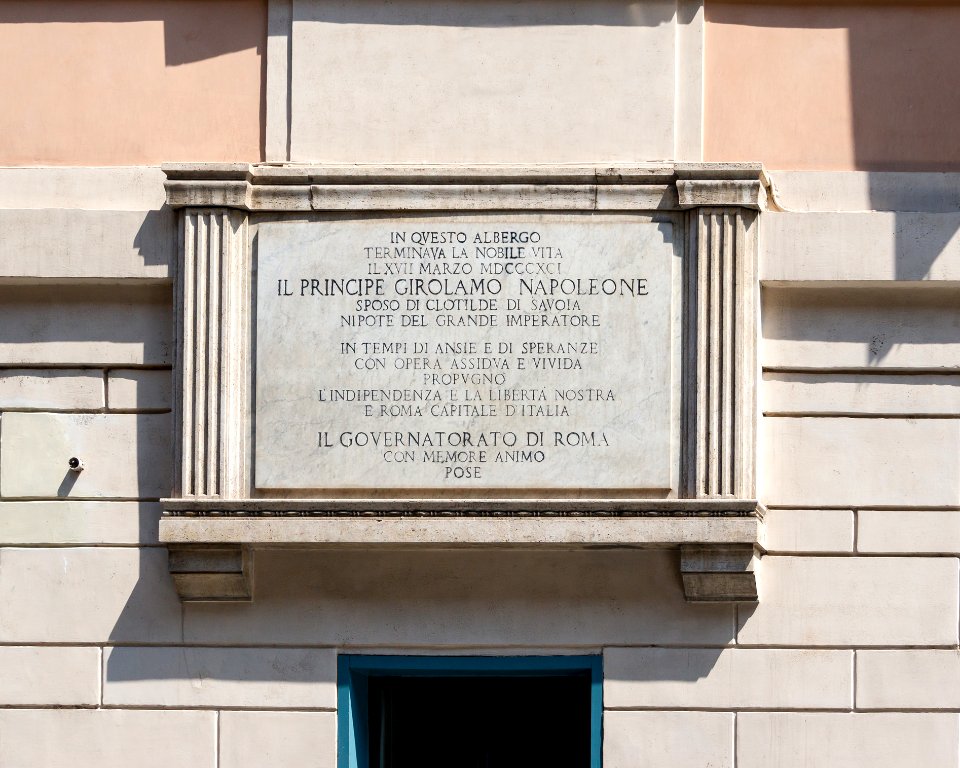 IN QVESTO ALBERGO
TERMINAVA LA NOBILE VITA
IL XVII MARZO MDCCCXCI
IL PRINCIPE GIROLAMO NAPOLEONE
SPOSO DI CLOTILDE DI SAVOIA
NIPOTE DEL GRANDE IMPERATORE
IN TEMPI DI ANSIE E DI SPERANZE
CON OPERA ASSIDVA E VIVIDA
PROPVGNÒ
L'INDIPENDENZA E LA LIBERTÀ NOSTRA
E ROMA CAPITALE D'ITALIA
IL GOVERNATORATO DI ROMA
CON MEMORE ANIMO
POSE